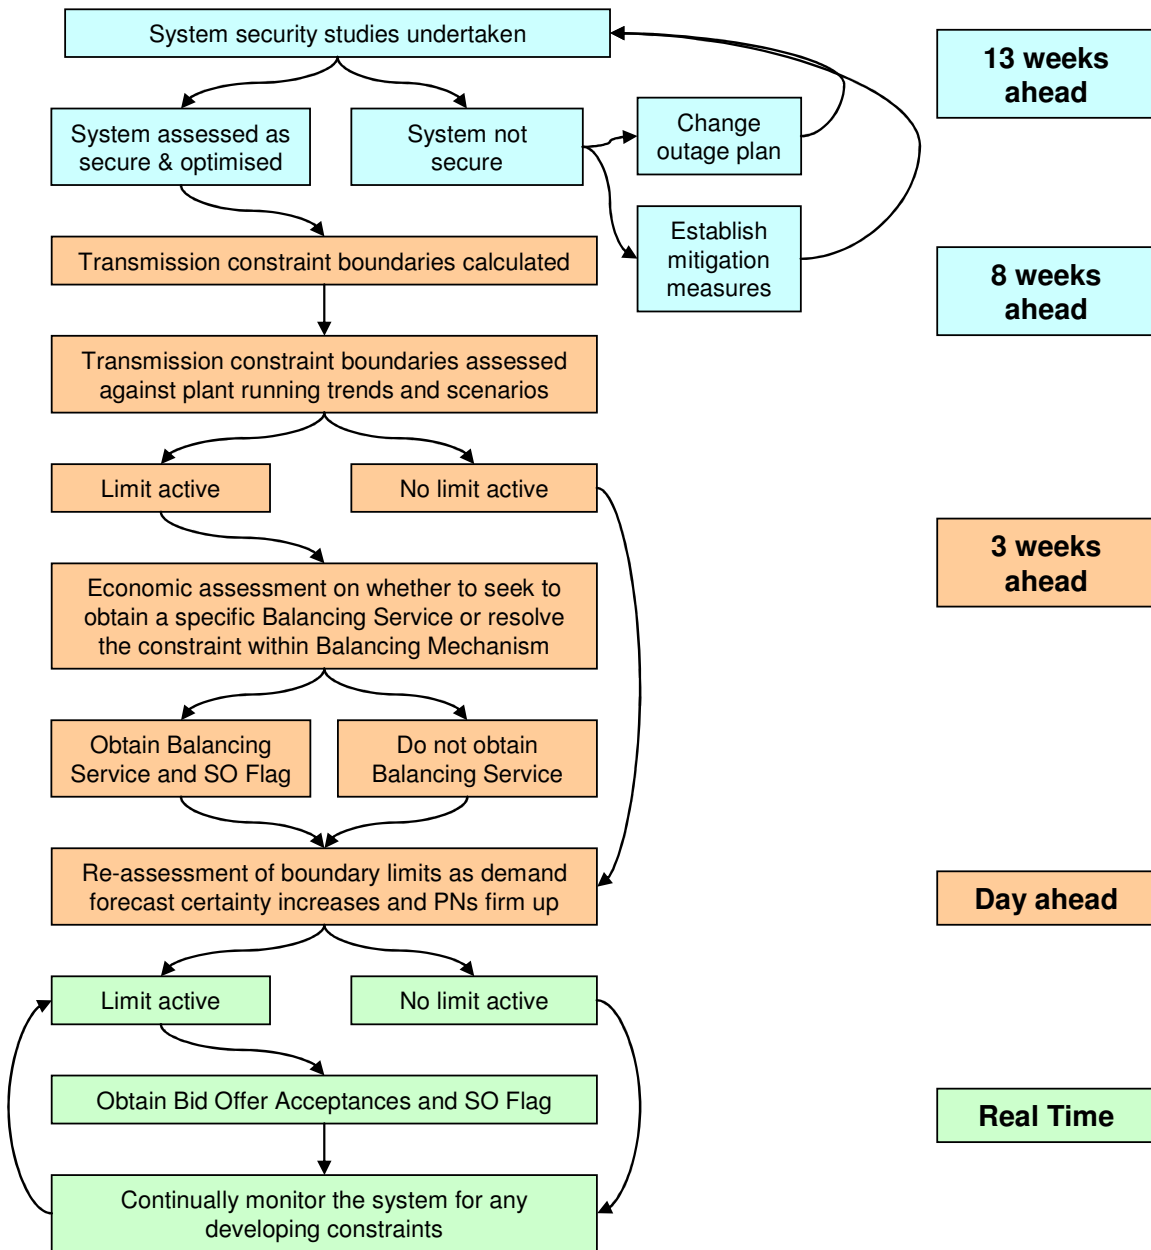 System security studies undertaken
13 weeks
ahead
System assessed as
secure & optimised
System not
secure
Change
outage plan
Establish
mitigation
measures
Transmission constraint boundaries calculated
8 weeks
ahead
Transmission constraint boundaries assessed
against plant running trends and scenarios
Limit active
No limit active
3 weeks
ahead
Economic assessment on whether to seek to
obtain a specific Balancing Service or resolve
the constraint within Balancing Mechanism
Obtain Balancing
Service and SO Flag
Do not obtain
Balancing Service
Re-assessment of boundary limits as demand
forecast certainty increases and PNs firm up
Day ahead
Limit active
No limit active
Obtain Bid Offer Acceptances and SO Flag
Real Time
Continually monitor the system for any
developing constraints